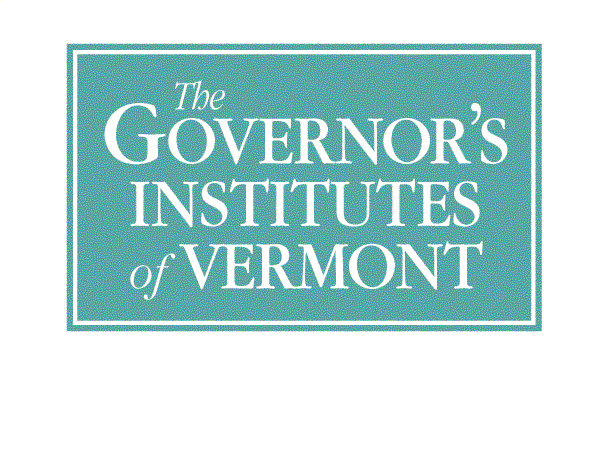 The
GOVERNOR'S
INSTITUTES
of VERMONT